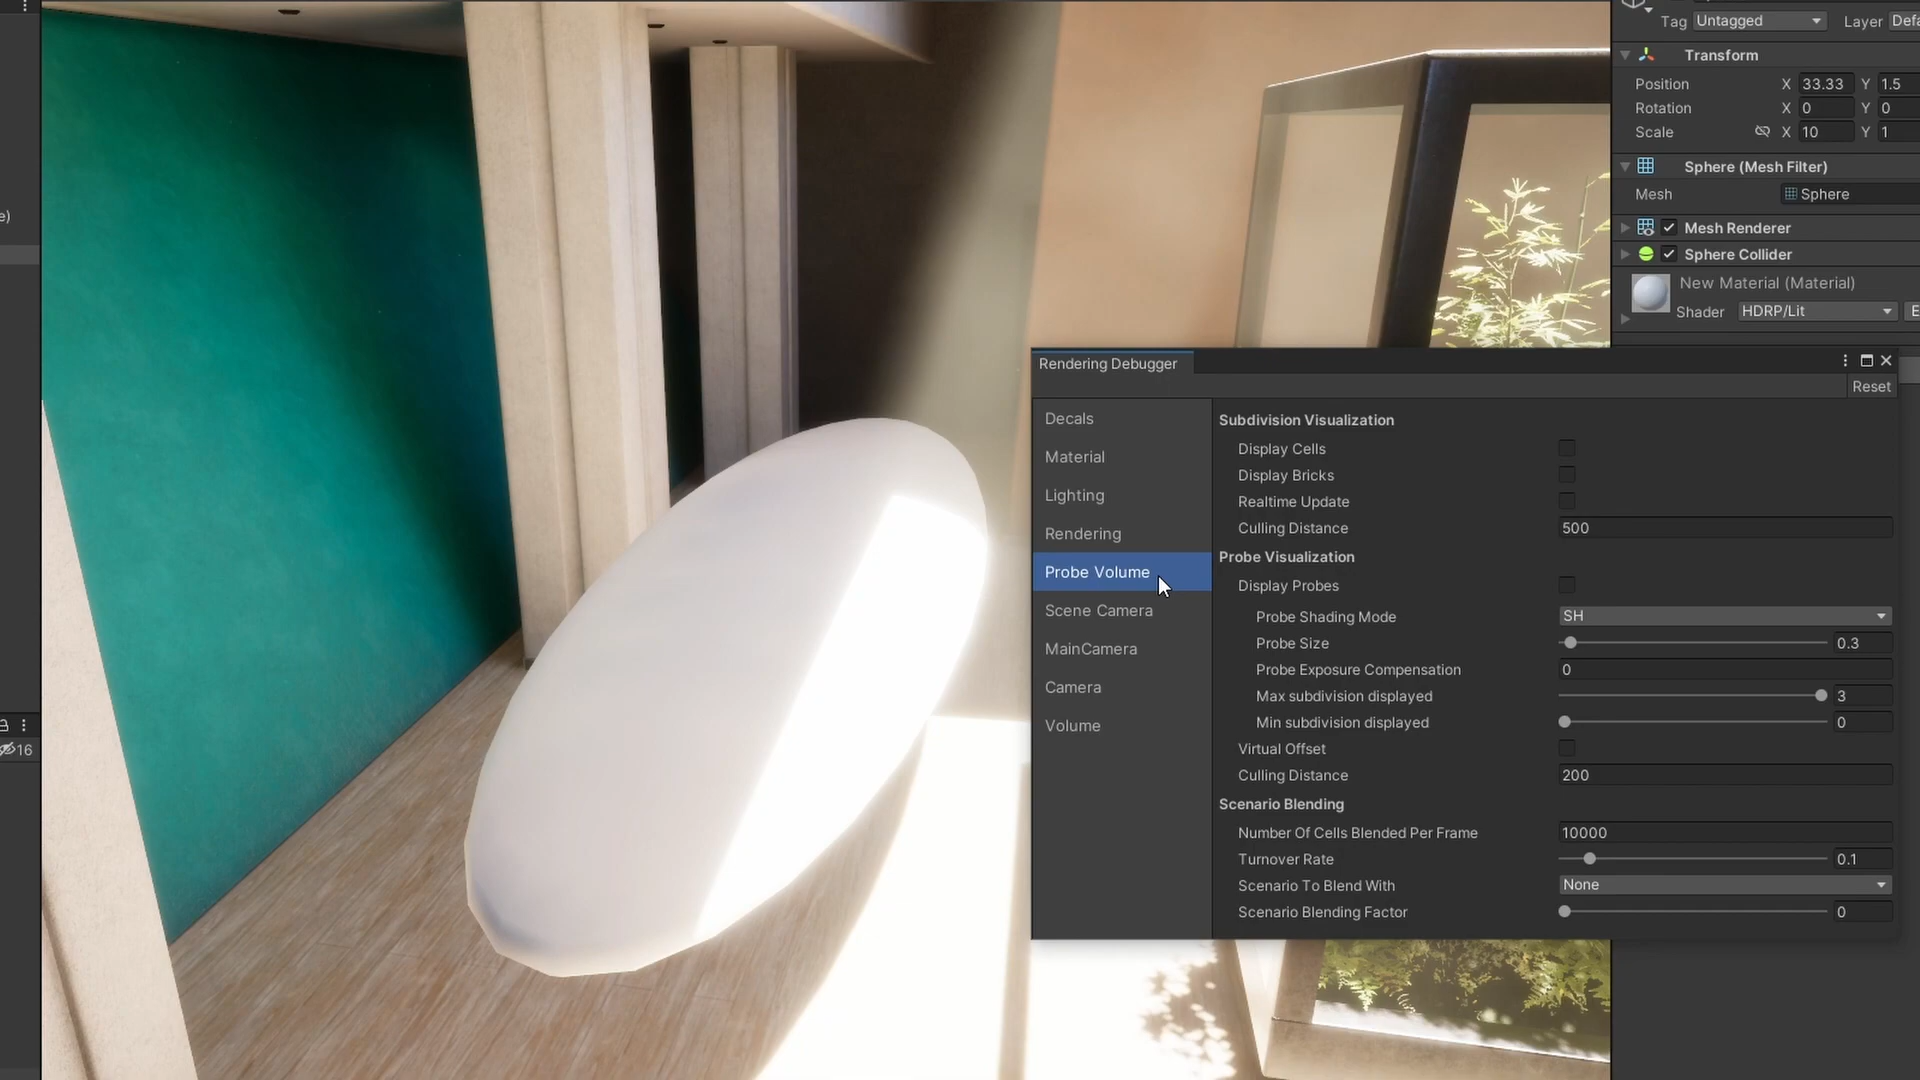 Tag Untagged Layer
Transform
Position X 33.33 Y 1.5
Rotation X 0 Y 0
Scale X 10 Y 1
Sphere (Mesh Filter)
Mesh Sphere
Mesh Renderer
Sphere Collider
New Material (Material)
Shader HDRP/Lit E
e)
16
Rendering Debugger
Reset
Decals
Material
Lighting
Rendering
Probe Volume
Scene Camera
MainCamera
Camera
Volume
Subdivision Visualization
Display Cells
Display Bricks
Realtime Update
Culling Distance 500
Probe Visualization
Display Probes
Probe Shading Mode SH
Probe Size 0.3
Probe Exposure Compensation 0
Max subdivision displayed 3
Min subdivision displayed 0
Virtual Offset
Culling Distance 200
Scenario Blending
Number Of Cells Blended Per Frame 10000
Turnover Rate 0.1
Scenario To Blend With None
Scenario Blending Factor 0